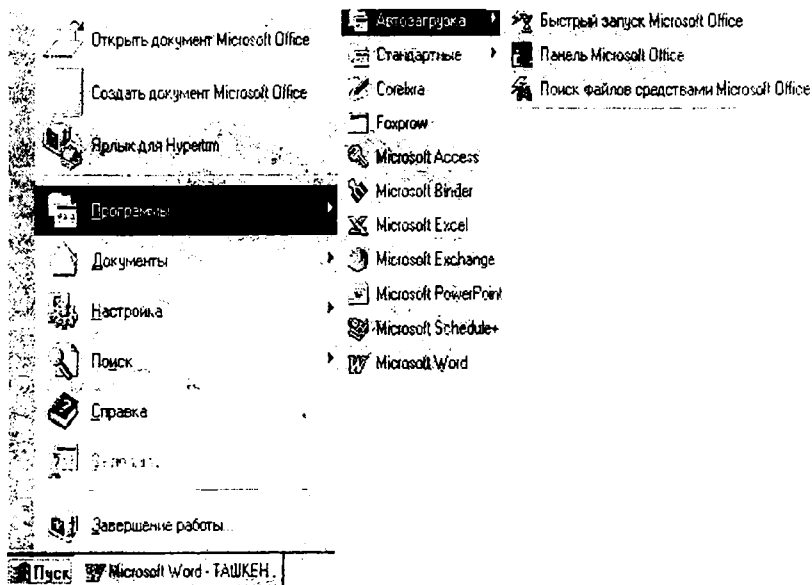 Открыть документ Microsoft Office
Создать документ Microsoft Office
Ярлык для Hypertrm
Программы
Документы
Настройка
Поиск
Справка
Завершение работы...
Пуск
Microsoft Word - ТАШКЕН
Автозагрузка
Стандартные
Corelxra
Foxprow
Microsoft Access
Microsoft Binder
Microsoft Excel
Microsoft Exchange
Microsoft PowerPoint
Microsoft Schedule+
Microsoft Word
Быстрый запуск Microsoft Office
Панель Microsoft Office
Поиск файлов средствами Microsoft Office